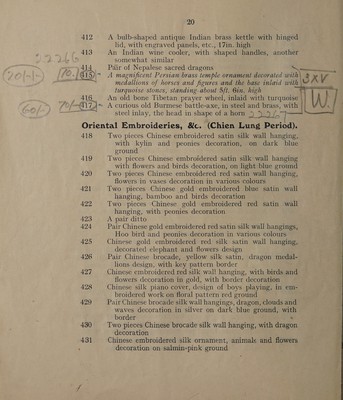 20
412 A bulb-shaped antique Indian brass kettle with hinged
lid, with engraved panels, etc., 17in. high
413 An Indian wine cooler, with shaped handles, another
somewhat similar
22266
414 Pair of Nepalese sacred dragons
20/-/- 70/- 415 A magnificent Persian brass temple ornament decorated with
medallions of horses and figures and the base inlaid with
turquoise stones, standing about 5ft. 6in. high
3XV
W.
416 An old bone Tibetan prayer wheel, inlaid with turquoise
60/- 70/- 417 A curious old Burmese battle-axe, in steel and brass, with
steel inlay, the head in shape of a horn 22267
Oriental Embroideries, &c. (Chien Lung Period).
418 Two pieces Chinese embroidered satin silk wall hanging,
with kylin and peonies decoration, on dark blue
ground
419 Two pieces Chinese embroidered satin silk wall hanging
with flowers and birds decoration, on light blue ground
420 Two pieces Chinese embroidered red satin wall hanging,
flowers in vases decoration in various colours
421 Two pieces Chinese gold embroidered blue satin wall
hanging, bamboo and birds decoration
422 Two pieces Chinese gold embroidered red satin wall
hanging, with peonies decoration
423 A pair ditto
424 Pair Chinese gold embroidered red satin silk wall hangings,
Hoo bird and peonies decoration in various colours
425 Chinese gold embroidered red silk satin wall hanging,
decorated elephant and flowers design
426 Pair Chinese brocade, yellow silk satin, dragon medal-
lions design, with key pattern border
427 Chinese embroidered red silk wall hanging, with birds and
flowers decoration in gold, with border decoration
428 Chinese silk piano cover, design of boys playing, in em-
broidered work on floral pattern red ground
429 Pair Chinese brocade silk wall hangings, dragon, clouds and
waves decoration in silver on dark blue ground, with
border
430 Two pieces Chinese brocade silk wall hanging, with dragon
decoration
431 Chinese embroidered silk ornament, animals and flowers
decoration on salmin-pink ground